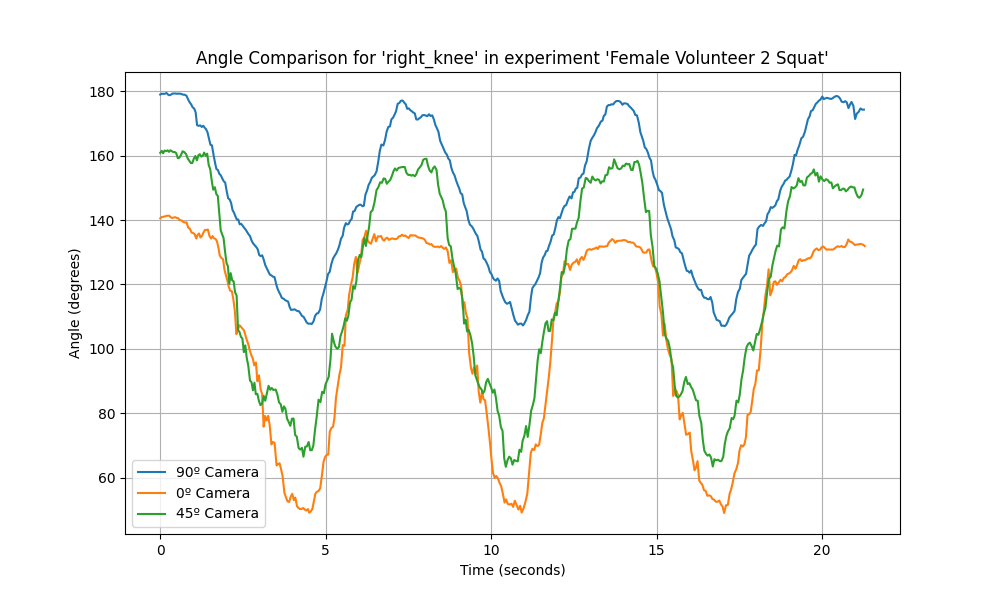 Angle Comparison for 'right_knee' in experiment 'Female Volunteer 2 Squat'
Angle (degrees)
180
160
140
120
100
80
60
90º Camera
0º Camera
45º Camera
0 5 10 15 20
Time (seconds)